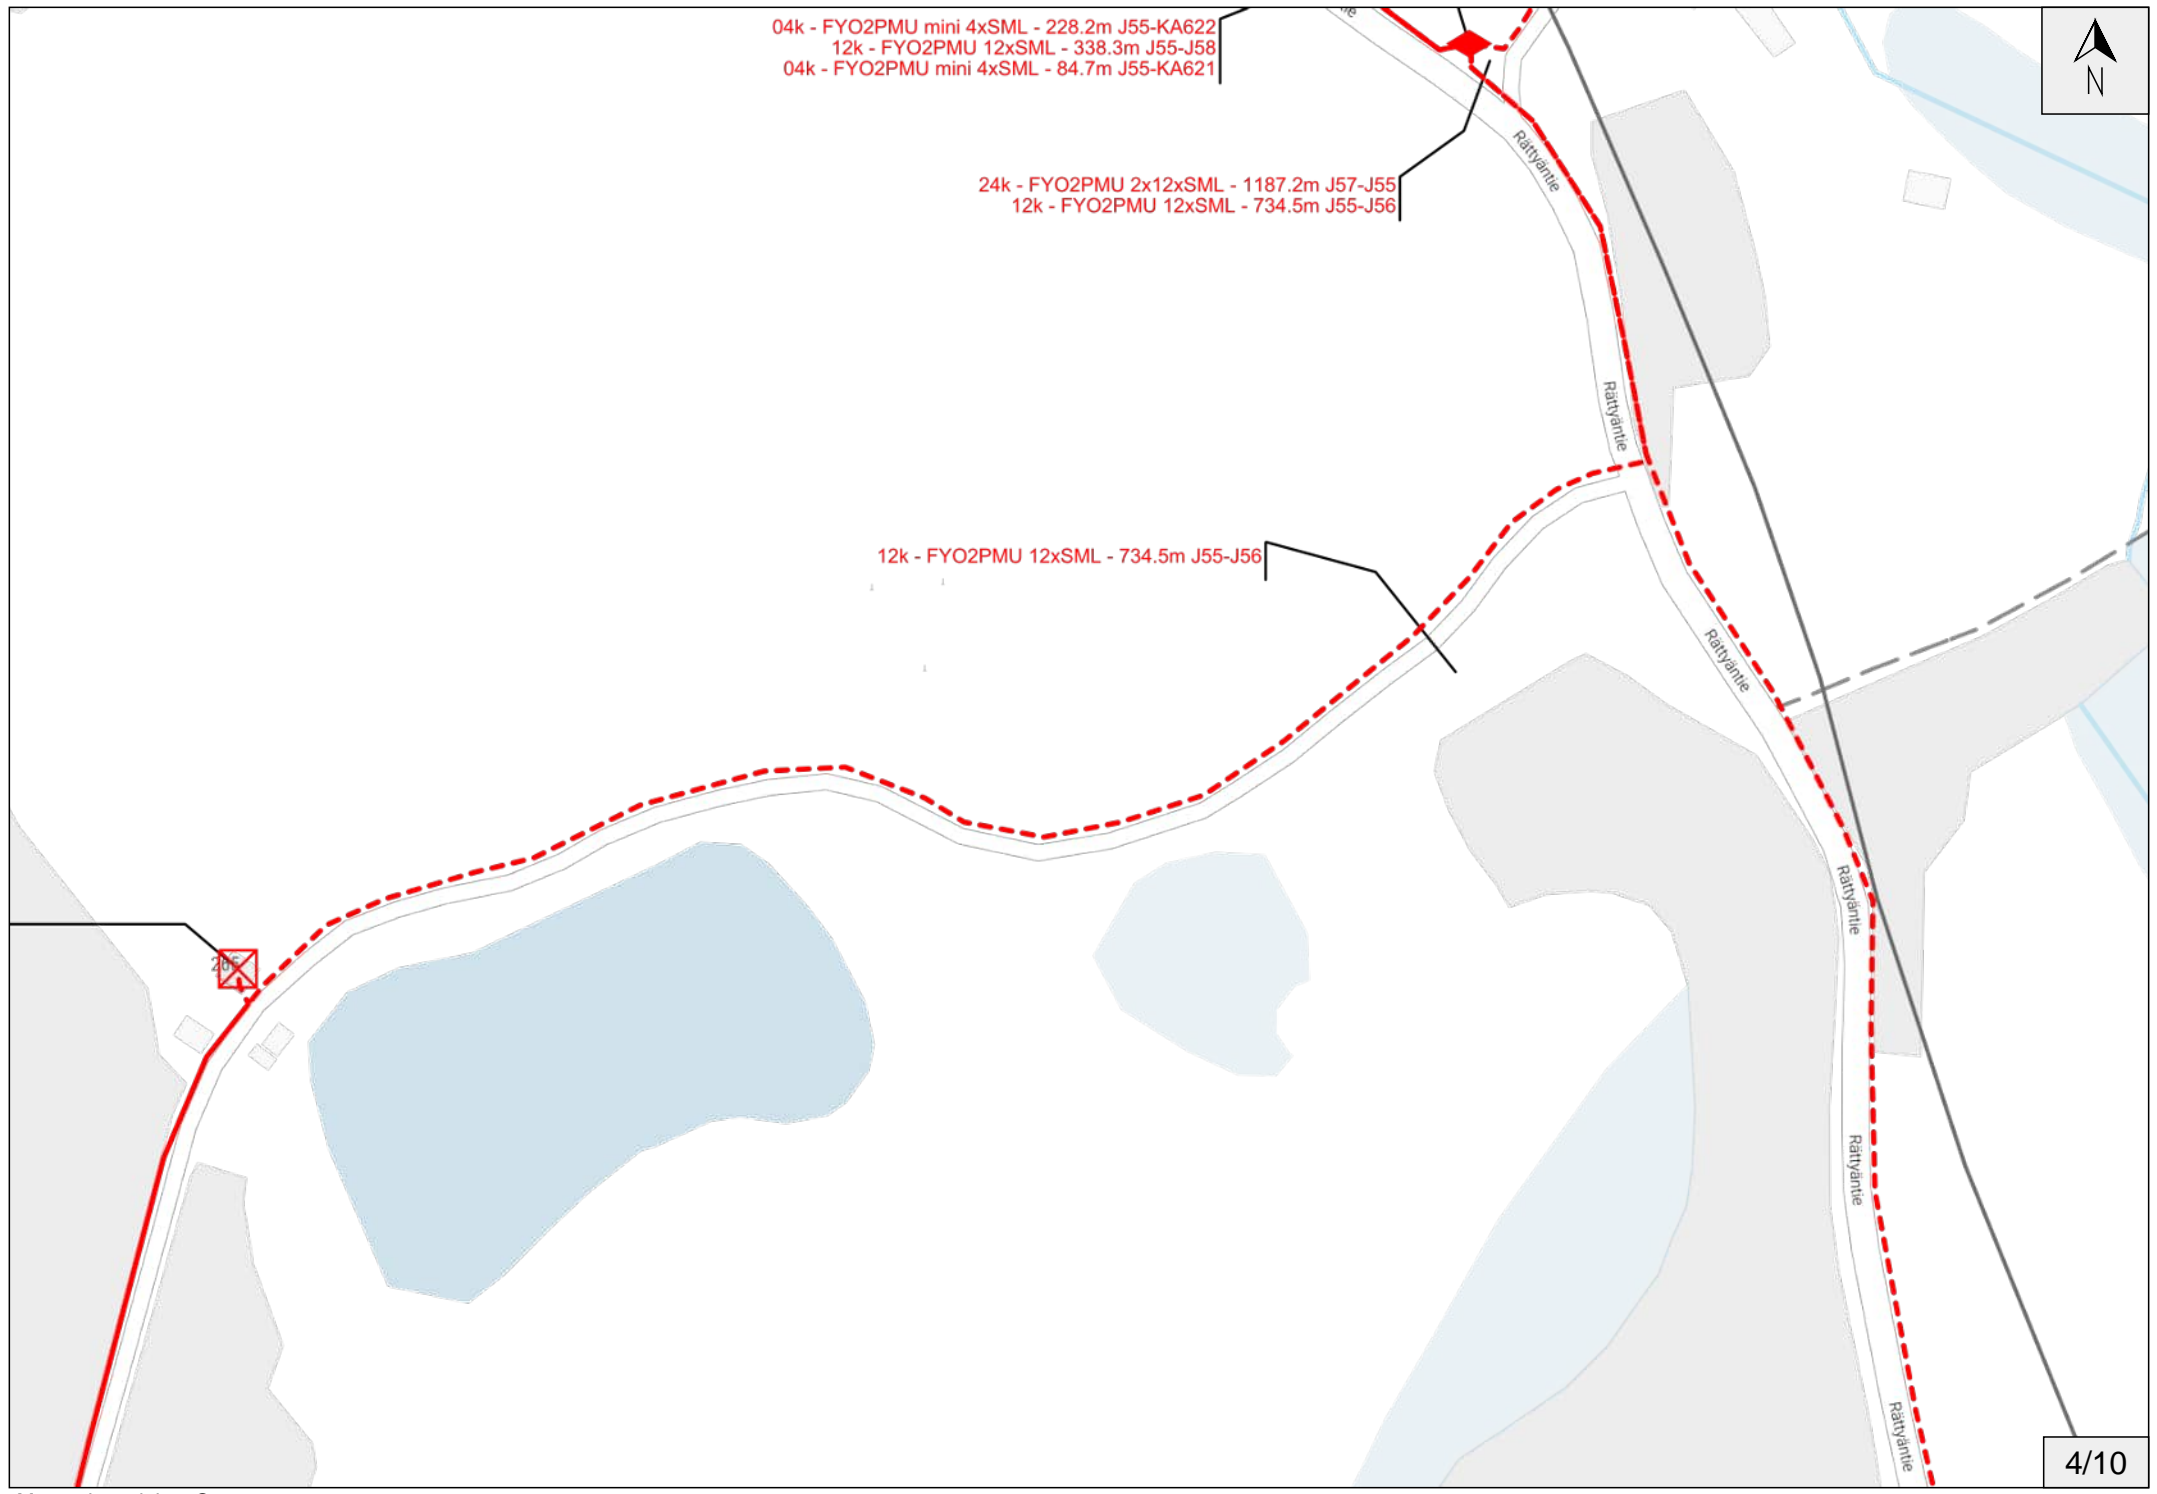 04k - FYO2PMU mini 4xSML - 228.2m J55-KA622
12k - FYO2PMU 12xSML - 338.3m J55-J58
04k - FYO2PMU mini 4xSML - 84.7m J55-KA621
N
Rättyäntie
24k - FYO2PMU 2x12xSML - 1187.2m J57-J55
12k - FYO2PMU 12xSML - 734.5m J55-J56
Rättyäntie
12k - FYO2PMU 12xSML - 734.5m J55-J56
Rättyäntie
Rättyäntie
Rättyäntie
Rättyäntie
4/10